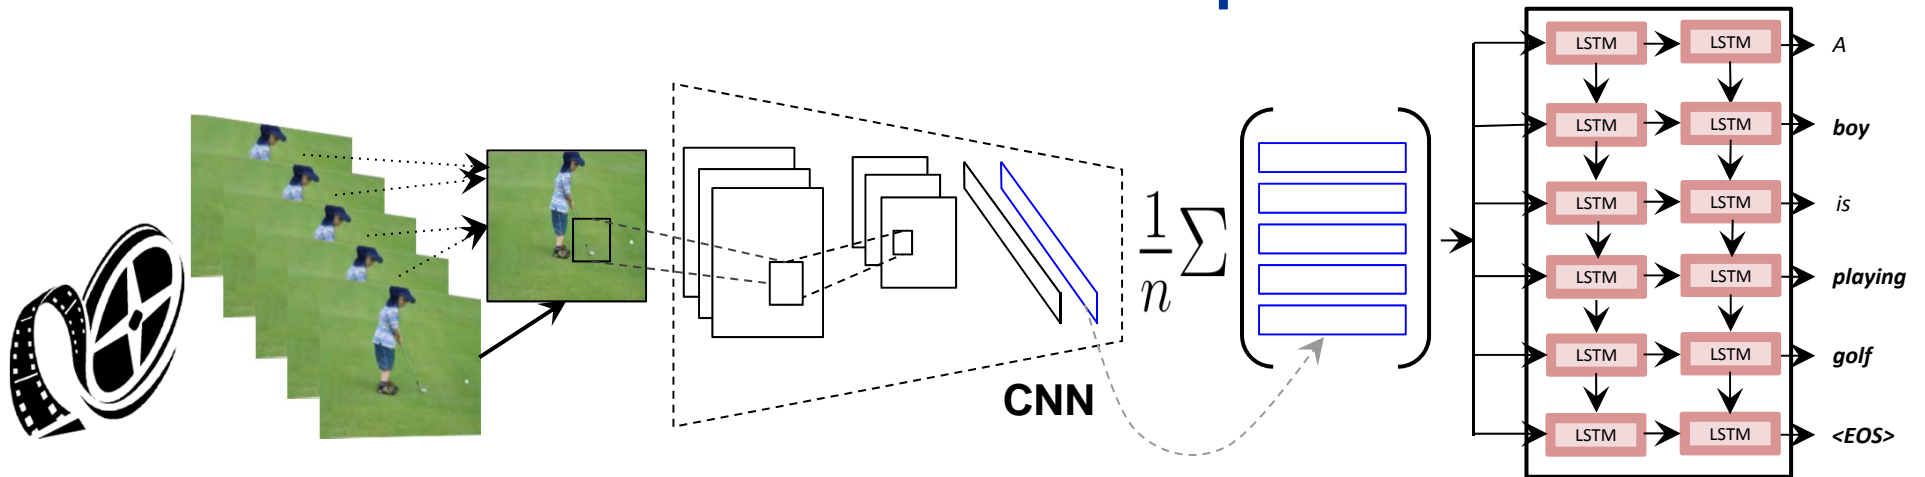 CNN
1/n ∑
LSTM LSTM A
LSTM LSTM boy
LSTM LSTM is
LSTM LSTM playing
LSTM LSTM golf
LSTM LSTM <EOS>